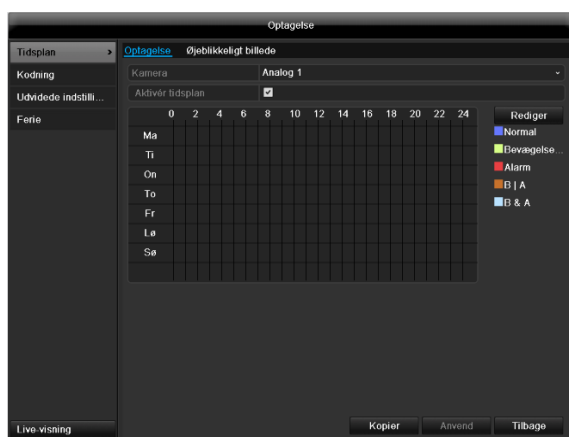 Optagelse
Tidsplan >
Kodning
Udvidede indstilli...
Ferie
Live-visning
Optagelse Øjeblikkeligt billede
Kamera Analog 1
Aktivér tidsplan
0 2 4 6 8 10 12 14 16 18 20 22 24
Ma
Ti
On
To
Fr
Lø
Sø
Rediger
Normal
Bevægelse...
Alarm
B | A
B & A
Kopier Anvend Tilbage